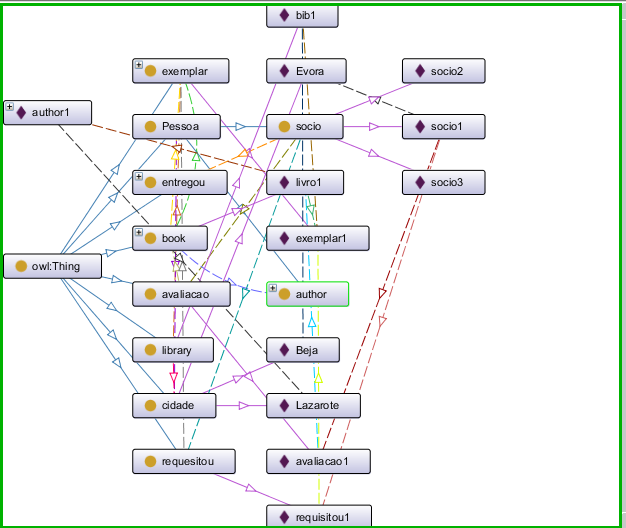 bib1
exemplar
Evora
socio2
author1
Pessoa
socio
socio1
entregou
livro1
socio3
book
exemplar1
owl:Thing
avaliacao
author
library
Beja
cidade
Lazarote
requesitou
avaliacao1
requisitou1